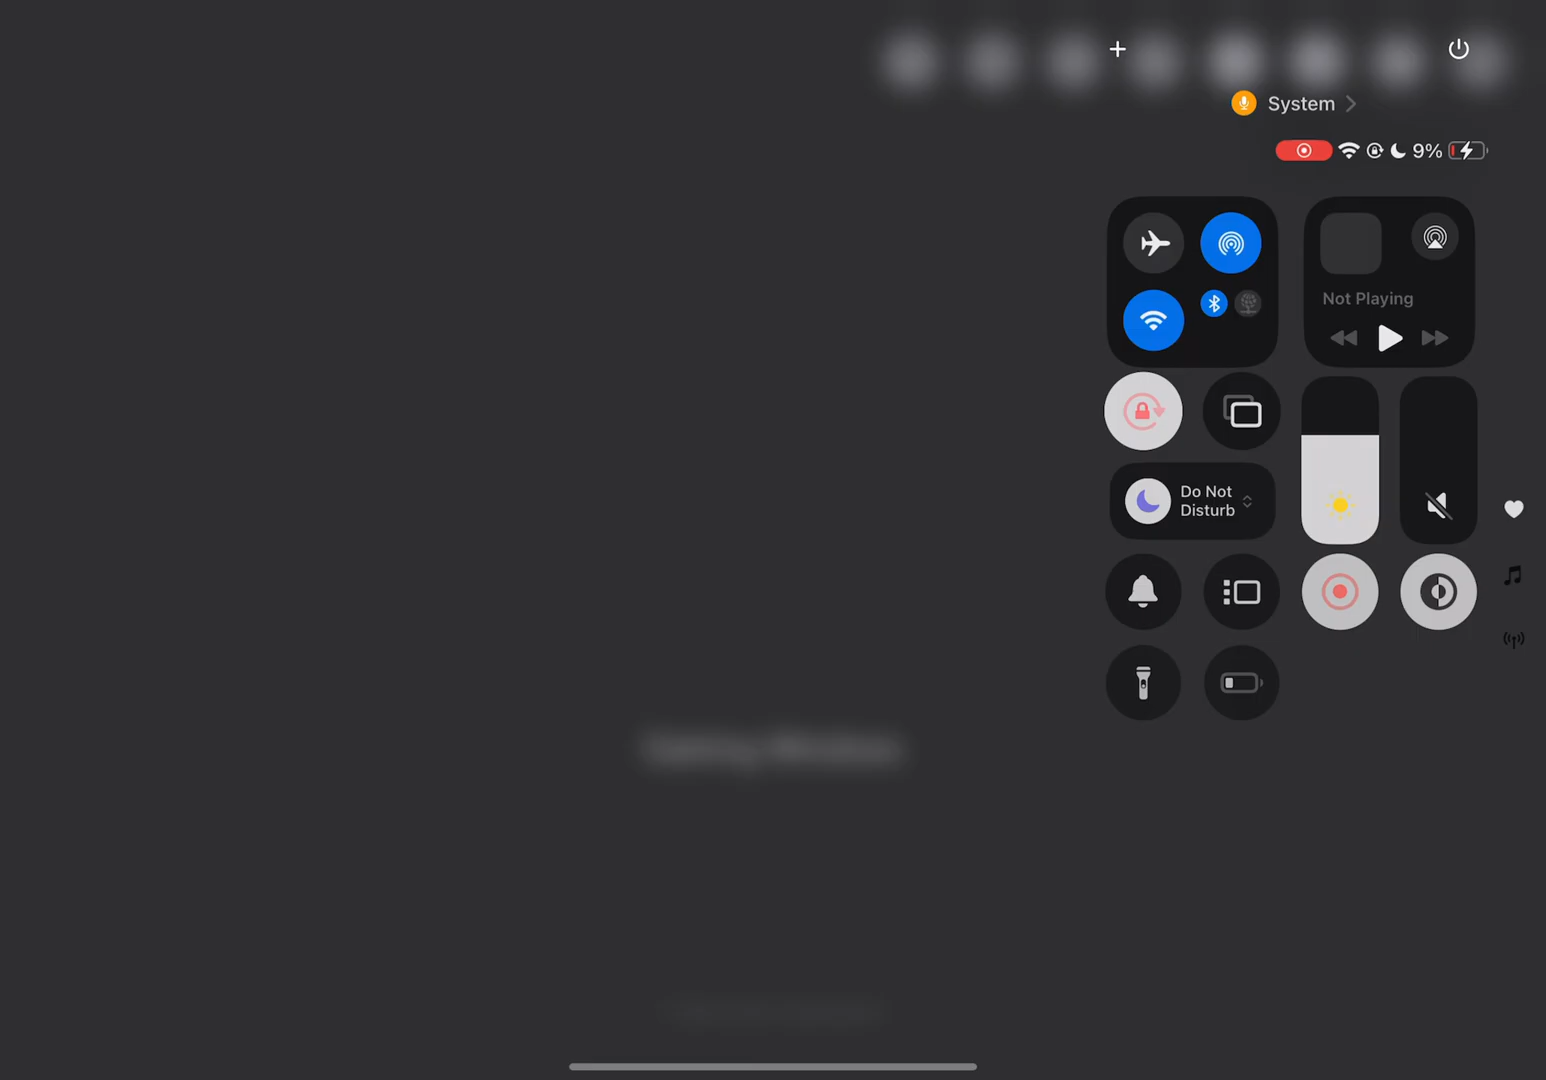 System
9%
Not Playing
Do Not
Disturb